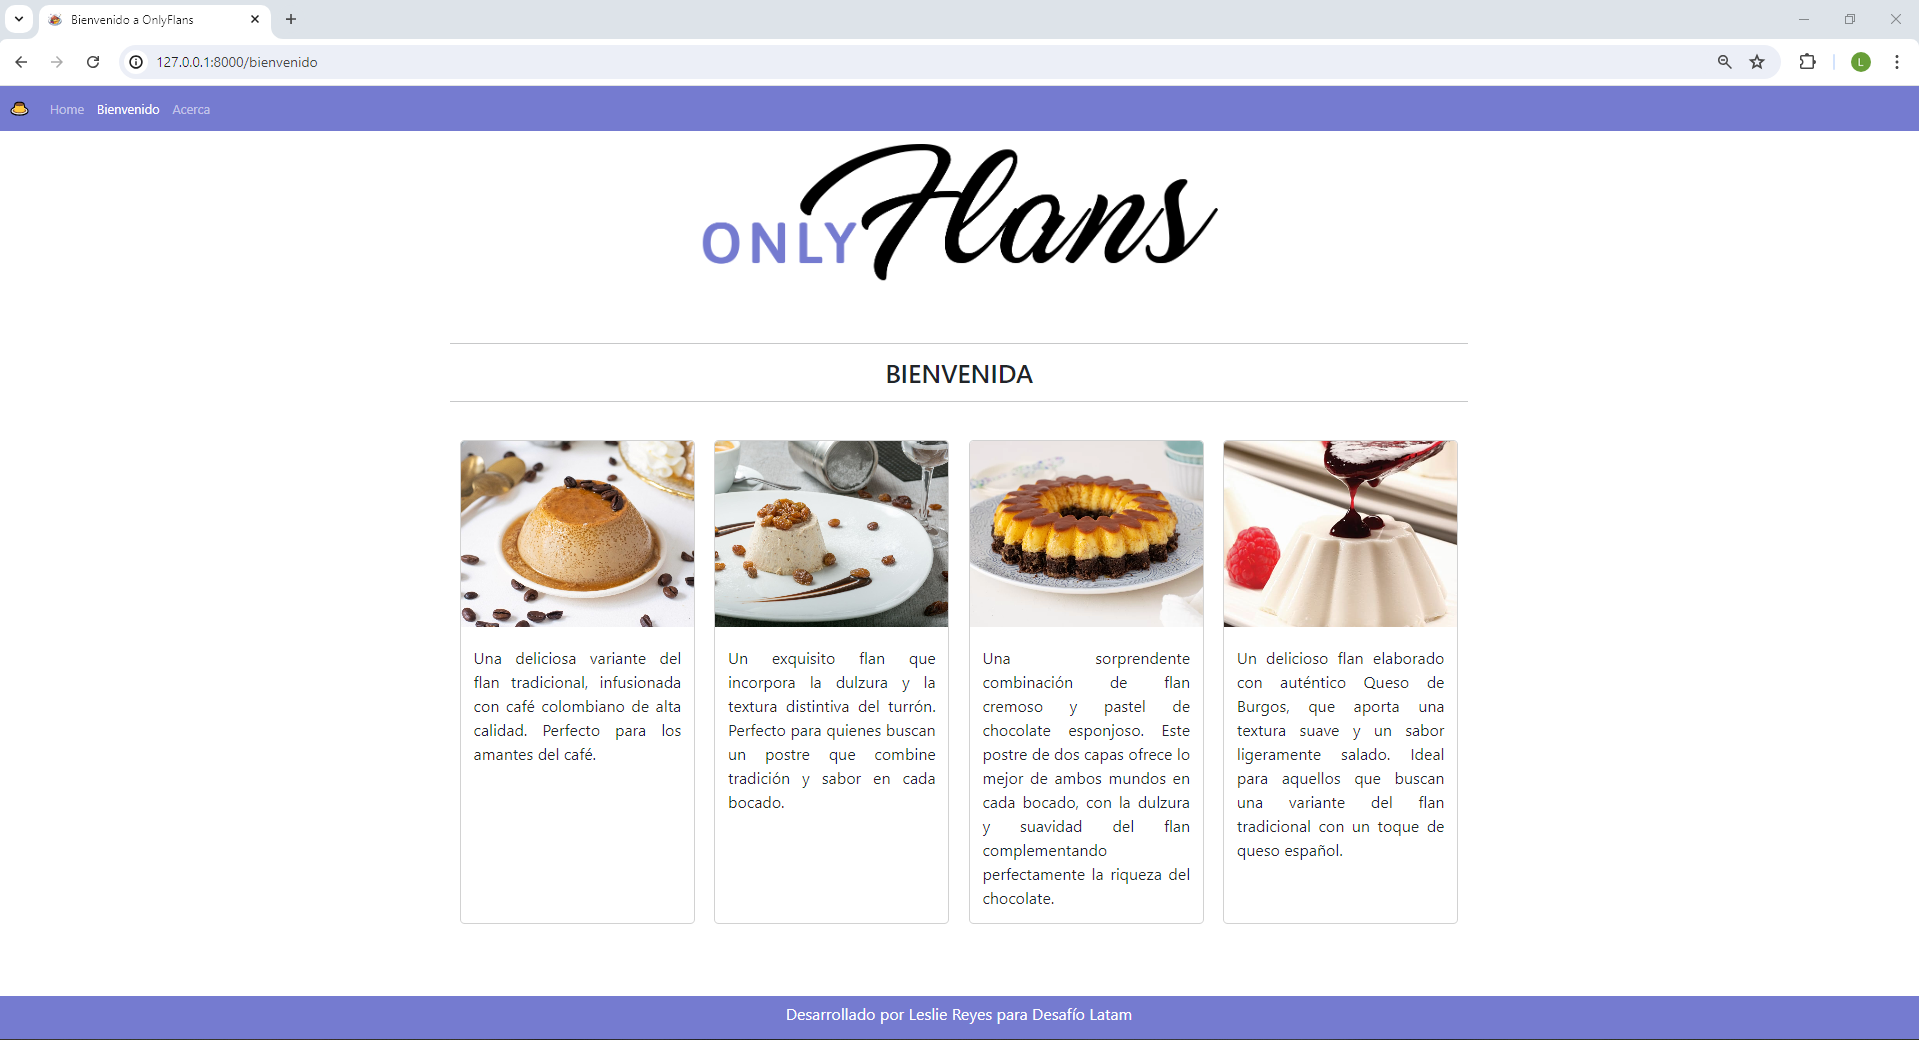 Bienvenido a OnlyFlans
127.0.0.1:8000/bienvenido
L
Home Bienvenido Acerca
ONLY Flans
BIENVENIDA
Una deliciosa variante del
flan tradicional, infusionada
con café colombiano de alta
calidad. Perfecto para los
amantes del café.
Un exquisito flan que
incorpora la dulzura y la
textura distintiva del turrón.
Perfecto para quienes buscan
un postre que combine
tradición y sabor en cada
bocado.
Una sorprendente
combinación de flan
cremoso y pastel de
chocolate esponjoso. Este
postre de dos capas ofrece lo
mejor de ambos mundos en
cada bocado, con la dulzura
y suavidad del flan
complementando
perfectamente la riqueza del
chocolate.
Un delicioso flan elaborado
con auténtico Queso de
Burgos, que aporta una
textura suave y un sabor
ligeramente salado. Ideal
para aquellos que buscan
una variante del flan
tradicional con un toque de
queso español.
Desarrollado por Leslie Reyes para Desafío Latam